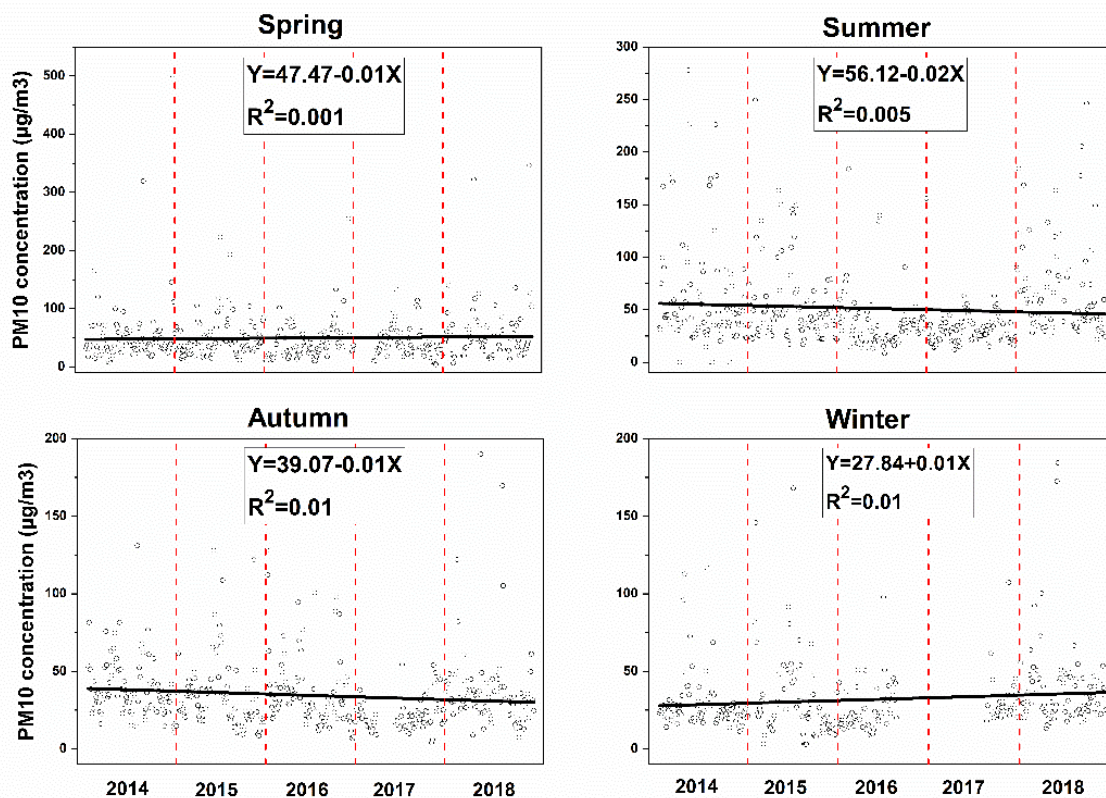 Spring
Summer
PM10 concentration (µg/m3)
500
400
300
200
100
0
Y=47.47-0.01X
R²=0.001
300
250
200
150
100
50
0
Y=56.12-0.02X
R²=0.005
Autumn
Winter
PM10 concentration (µg/m3)
200
150
100
50
0
Y=39.07-0.01X
R²=0.01
200
150
100
50
0
Y=27.84+0.01X
R²=0.01
2014 2015 2016 2017 2018
2014 2015 2016 2017 2018